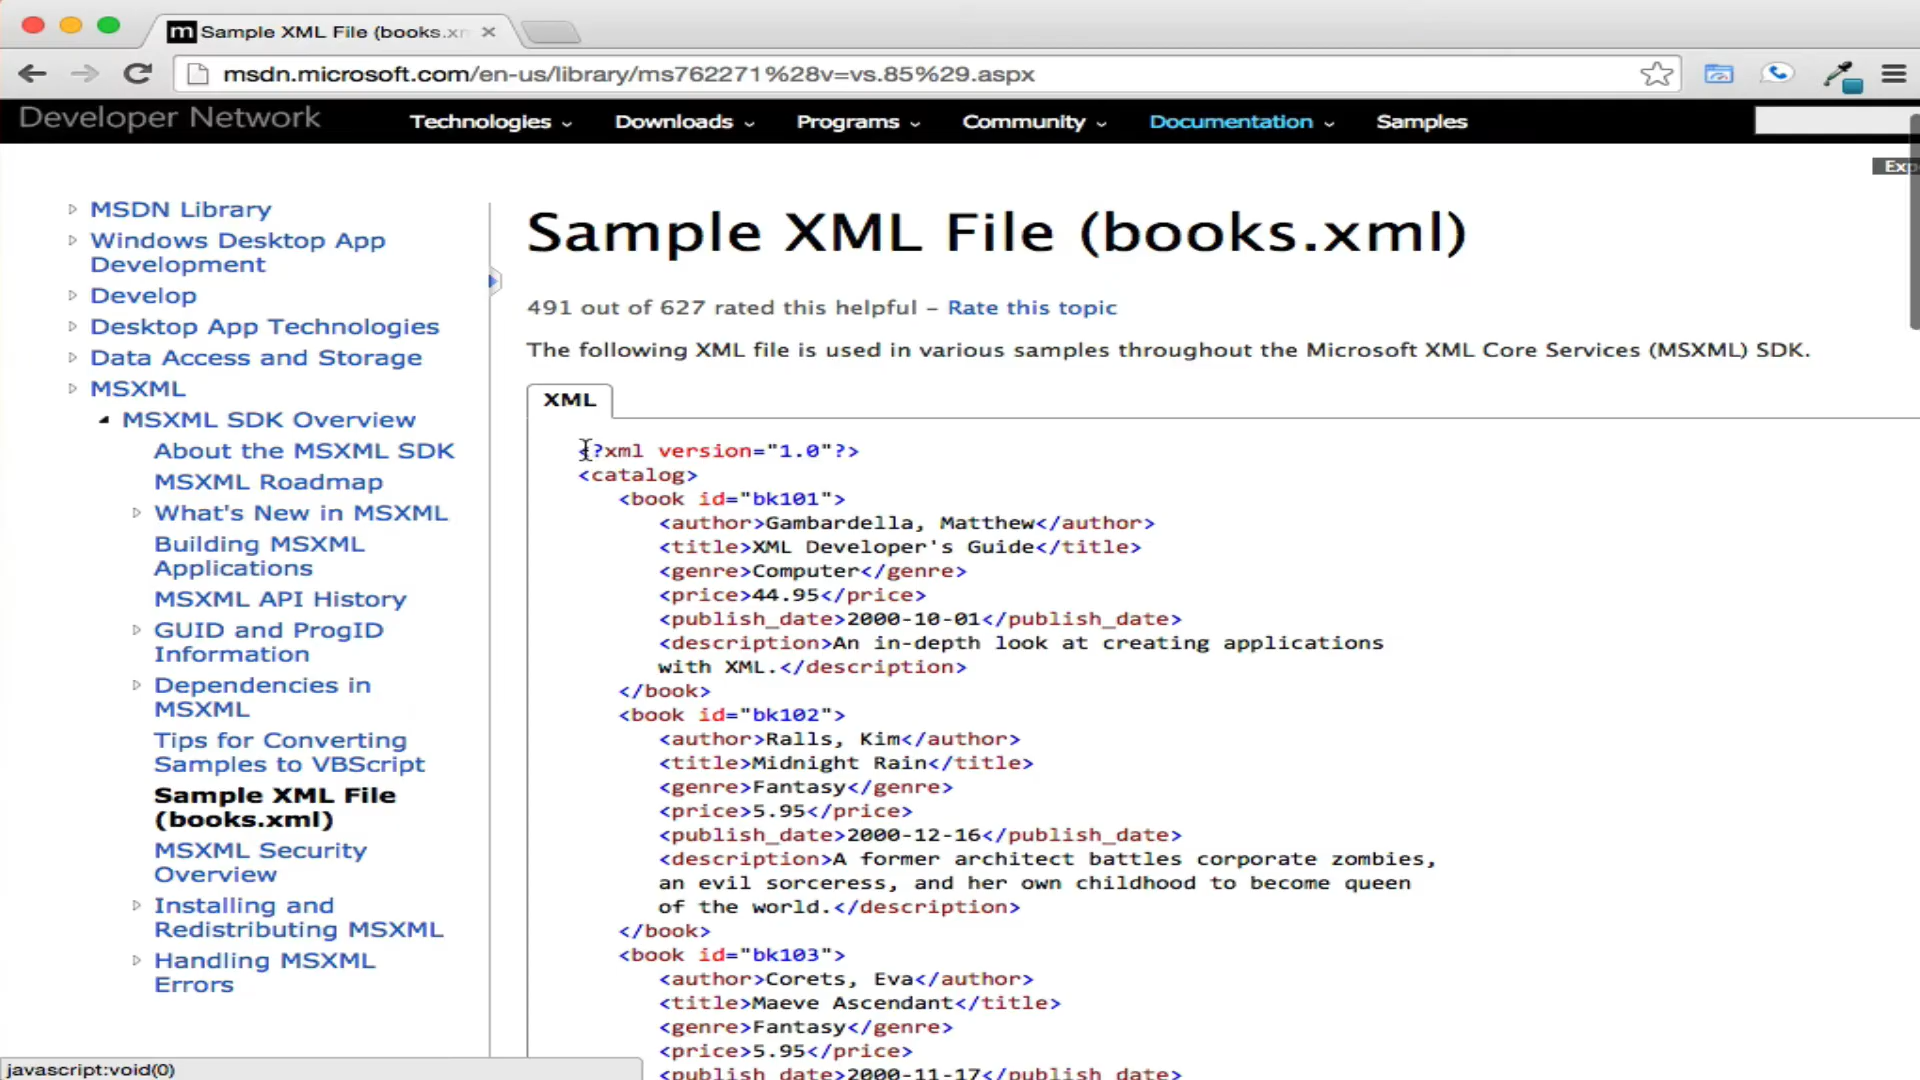 Sample XML File (books.xm
msdn.microsoft.com/en-us/library/ms762271%28v=vs.85%29.aspx
Developer Network
Technologies
Downloads
Programs
Community
Documentation
Samples
MSDN Library
Windows Desktop App
Development
Develop
Desktop App Technologies
Data Access and Storage
MSXML
MSXML SDK Overview
About the MSXML SDK
MSXML Roadmap
What's New in MSXML
Building MSXML
Applications
MSXML API History
GUID and ProgID
Information
Dependencies in
MSXML
Tips for Converting
Samples to VBScript
Sample XML File
(books.xml)
MSXML Security
Overview
Installing and
Redistributing MSXML
Handling MSXML
Errors
Exp
Sample XML File (books.xml)
491 out of 627 rated this helpful – Rate this topic
The following XML file is used in various samples throughout the Microsoft XML Core Services (MSXML) SDK.
XML
<?xml version="1.0"?>
<catalog>
<book id="bk101">
<author>Gambardella, Matthew</author>
<title>XML Developer's Guide</title>
<genre>Computer</genre>
<price>44.95</price>
<publish_date>2000-10-01</publish_date>
<description>An in-depth look at creating applications
with XML.</description>
</book>
<book id="bk102">
<author>Ralls, Kim</author>
<title>Midnight Rain</title>
<genre>Fantasy</genre>
<price>5.95</price>
<publish_date>2000-12-16</publish_date>
<description>A former architect battles corporate zombies,
an evil sorceress, and her own childhood to become queen
of the world.</description>
</book>
<book id="bk103">
<author>Corets, Eva</author>
<title>Maeve Ascendant</title>
<genre>Fantasy</genre>
<price>5.95</price>
<publish_date>2000-11-17</publish_date>
javascript:void(0)